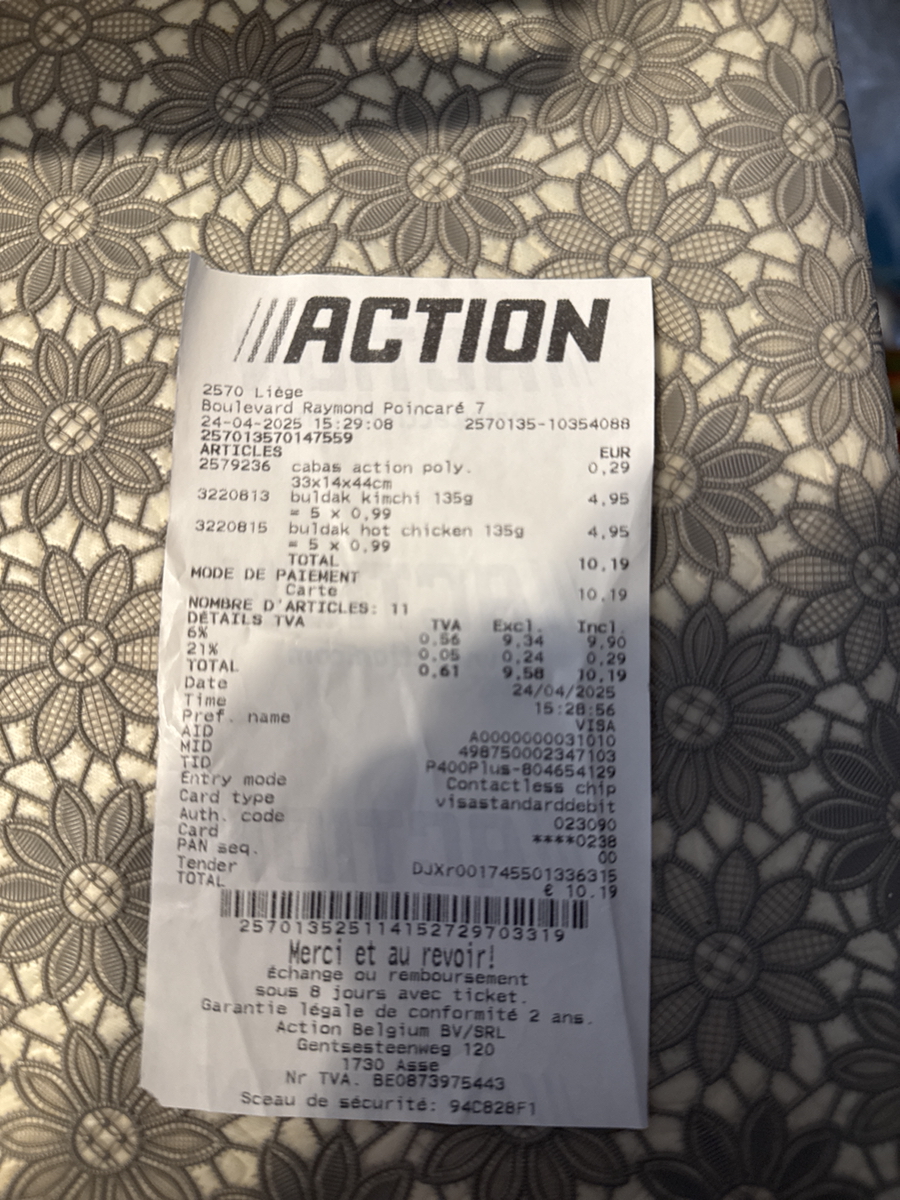 ACTION
2570 Liège
Boulevard Raymond Poincaré 7
24-04-2025 15:29:08 2570135-10354088
257013570147559
ARTICLES EUR
2579236 cabas action poly. 0,29
33x14x44cm
3220813 buldak kimchi 135g 4,95
= 5 x 0,99
3220815 buldak hot chicken 135g 4,95
= 5 x 0,99
TOTAL 10,19
MODE DE PAIEMENT
Carte 10,19
NOMBRE D'ARTICLES: 11
DÉTAILS TVA TVA Excl. Incl.
6% 0,56 9,34 9,90
21% 0,05 0,24 0,29
TOTAL 0,61 9,58 10,19
Date 24/04/2025
Time 15:28:56
Pref. name VISA
AID A0000000031010
MID 498750002347103
TID P400Plus-804654129
Entry mode Contactless chip
Card type visastandarddebit
Auth. code 023090
Card ****0238
PAN seq. 00
Tender DJXr001745501336315
TOTAL € 10.19
257013525114152729703319
Merci et au revoir!
Échange ou remboursement
sous 8 jours avec ticket.
Garantie légale de conformité 2 ans.
Action Belgium BV/SRL
Gentsesteenweg 120
1730 Asse
Nr TVA. BE0873975443
Sceau de sécurité: 94C828F1